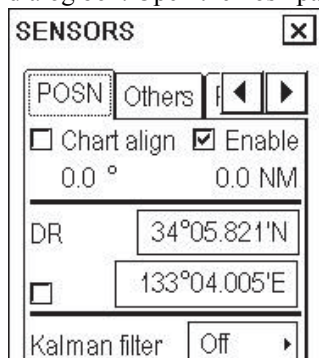 SENSORS
POSN Others
Chart align Enable
0.0 ° 0.0 NM
DR 34°05.821'N
133°04.005'E
Kalman filter Off